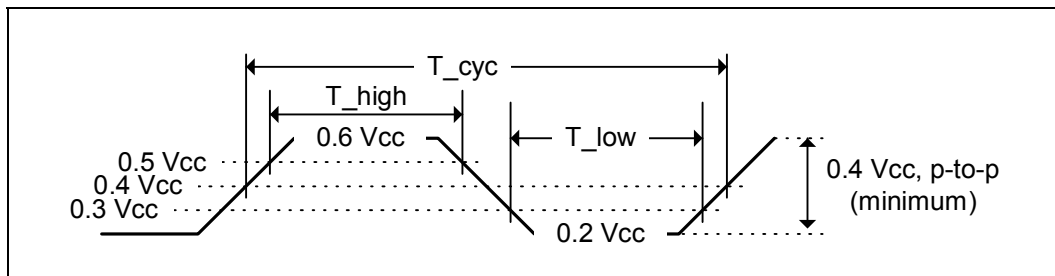 T_cyc
T_high
0.6 Vcc
T_low
0.5 Vcc
0.4 Vcc
0.3 Vcc
0.4 Vcc, p-to-p
(minimum)
0.2 Vcc